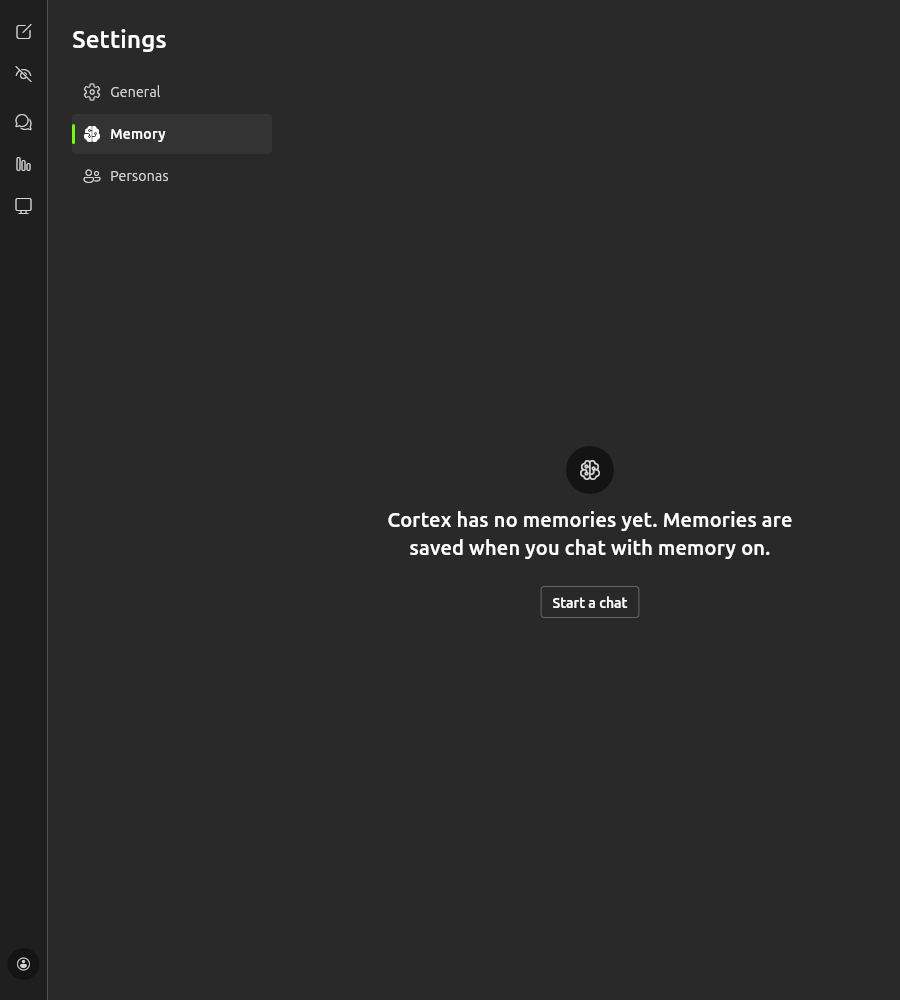 Settings
General
Memory
Personas
Cortex has no memories yet. Memories are
saved when you chat with memory on.
Start a chat